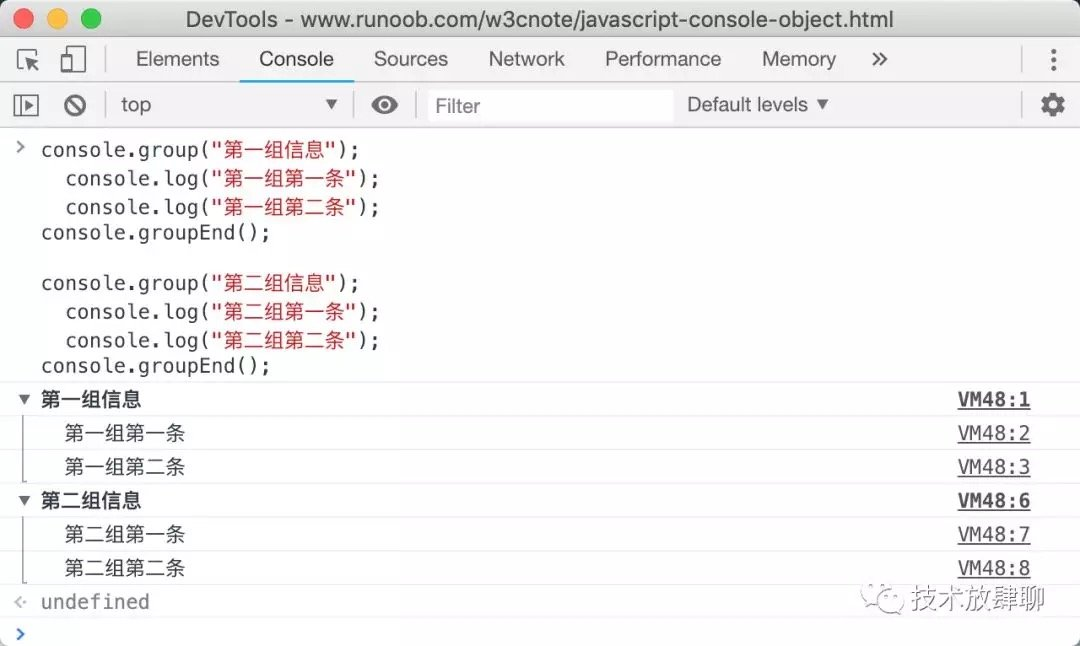 DevTools - www.runoob.com/w3cnote/javascript-console-object.html
Elements Console Sources Network Performance Memory »
top ▼ Filter Default levels ▼
> console.group("第一组信息");
console.log("第一组第一条");
console.log("第一组第二条");
console.groupEnd();
console.group("第二组信息");
console.log("第二组第一条");
console.log("第二组第二条");
console.groupEnd();
▼ 第一组信息 VM48:1
第一组第一条 VM48:2
第一组第二条 VM48:3
▼ 第二组信息 VM48:6
第二组第一条 VM48:7
第二组第二条 VM48:8
undefined
技术放肆聊
>